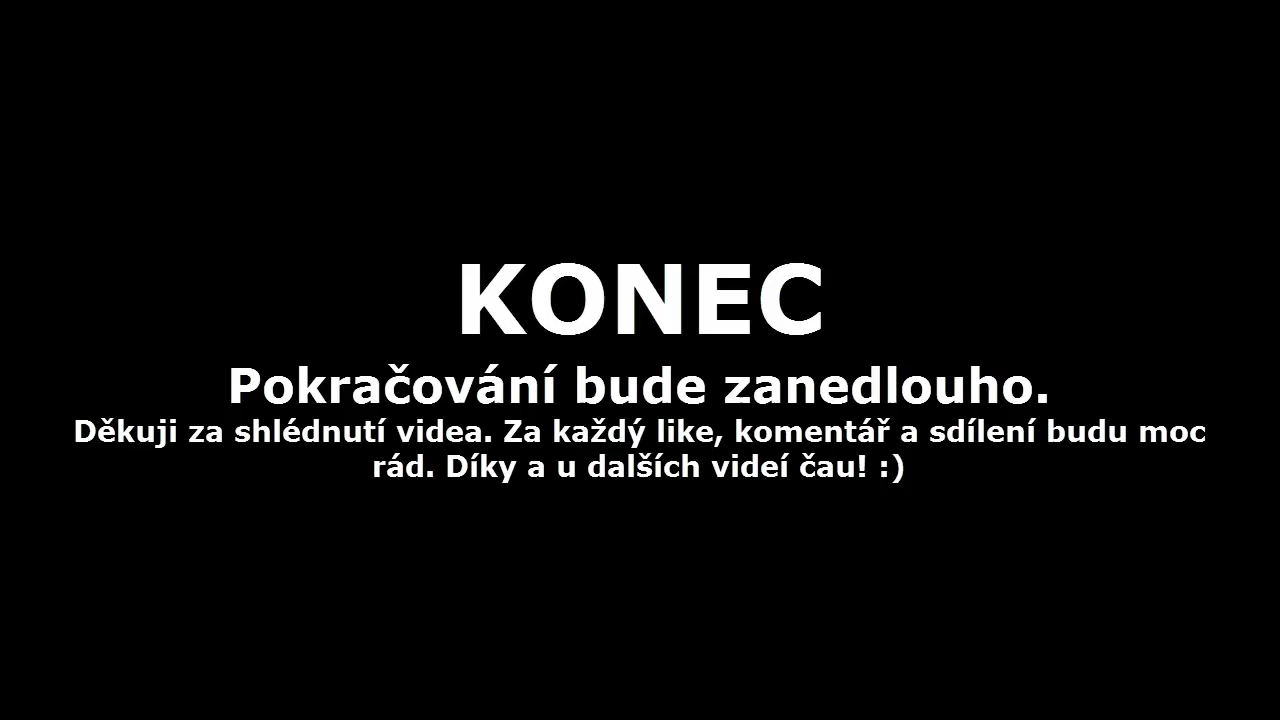 KONEC
Pokračování bude zanedlouho.
Děkuji za shlédnutí videa. Za každý like, komentář a sdílení budu moc
rád. Díky a u dalších videí čau! :)